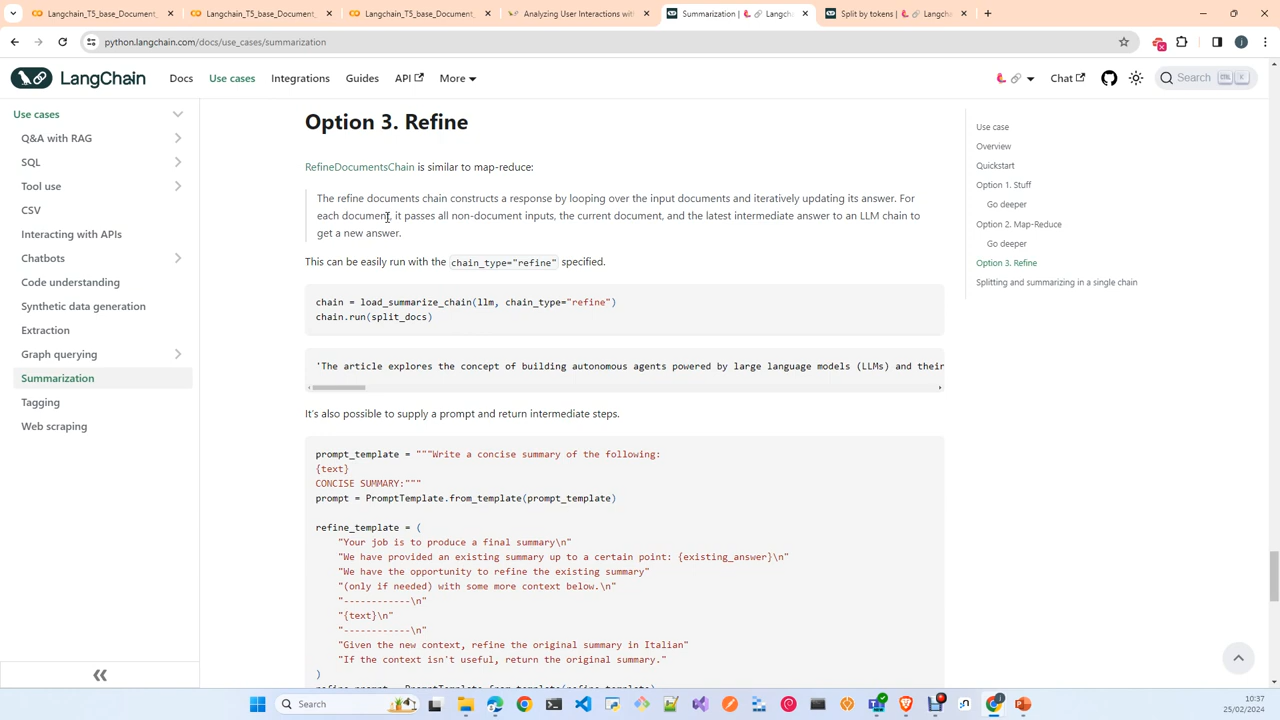 Langchain_T5_base_Document_
Langchain_T5_base_Document_
Langchain_T5_base_Document_
Analyzing User Interactions with
Summarization | 🦜️🔗 Langcha
Split by tokens | 🦜️🔗 Langcha
python.langchain.com/docs/use_cases/summarization
LangChain
Docs
Use cases
Integrations
Guides
API
More
Chat
Search
Ctrl
K
Use cases
Q&A with RAG
SQL
Tool use
CSV
Interacting with APIs
Chatbots
Code understanding
Synthetic data generation
Extraction
Graph querying
Summarization
Tagging
Web scraping
Option 3. Refine
RefineDocumentsChain is similar to map-reduce:
The refine documents chain constructs a response by looping over the input documents and iteratively updating its answer. For
each document, it passes all non-document inputs, the current document, and the latest intermediate answer to an LLM chain to
get a new answer.
This can be easily run with the chain_type="refine" specified.
chain = load_summarize_chain(llm, chain_type="refine")
chain.run(split_docs)
'The article explores the concept of building autonomous agents powered by large language models (LLMs) and their
It's also possible to supply a prompt and return intermediate steps.
prompt_template = """Write a concise summary of the following:
{text}
CONCISE SUMMARY:"""
prompt = PromptTemplate.from_template(prompt_template)
refine_template = (
"Your job is to produce a final summary\n"
"We have provided an existing summary up to a certain point: {existing_answer}\n"
"We have the opportunity to refine the existing summary"
"(only if needed) with some more context below.\n"
"------------\n"
"{text}\n"
"------------\n"
"Given the new context, refine the original summary in Italian"
"If the context isn't useful, return the original summary."
)
refine_prompt = PromptTemplate.from_template(refine_template)
Use case
Overview
Quickstart
Option 1. Stuff
Go deeper
Option 2. Map-Reduce
Go deeper
Option 3. Refine
Splitting and summarizing in a single chain
Search
10:37
25/02/2024